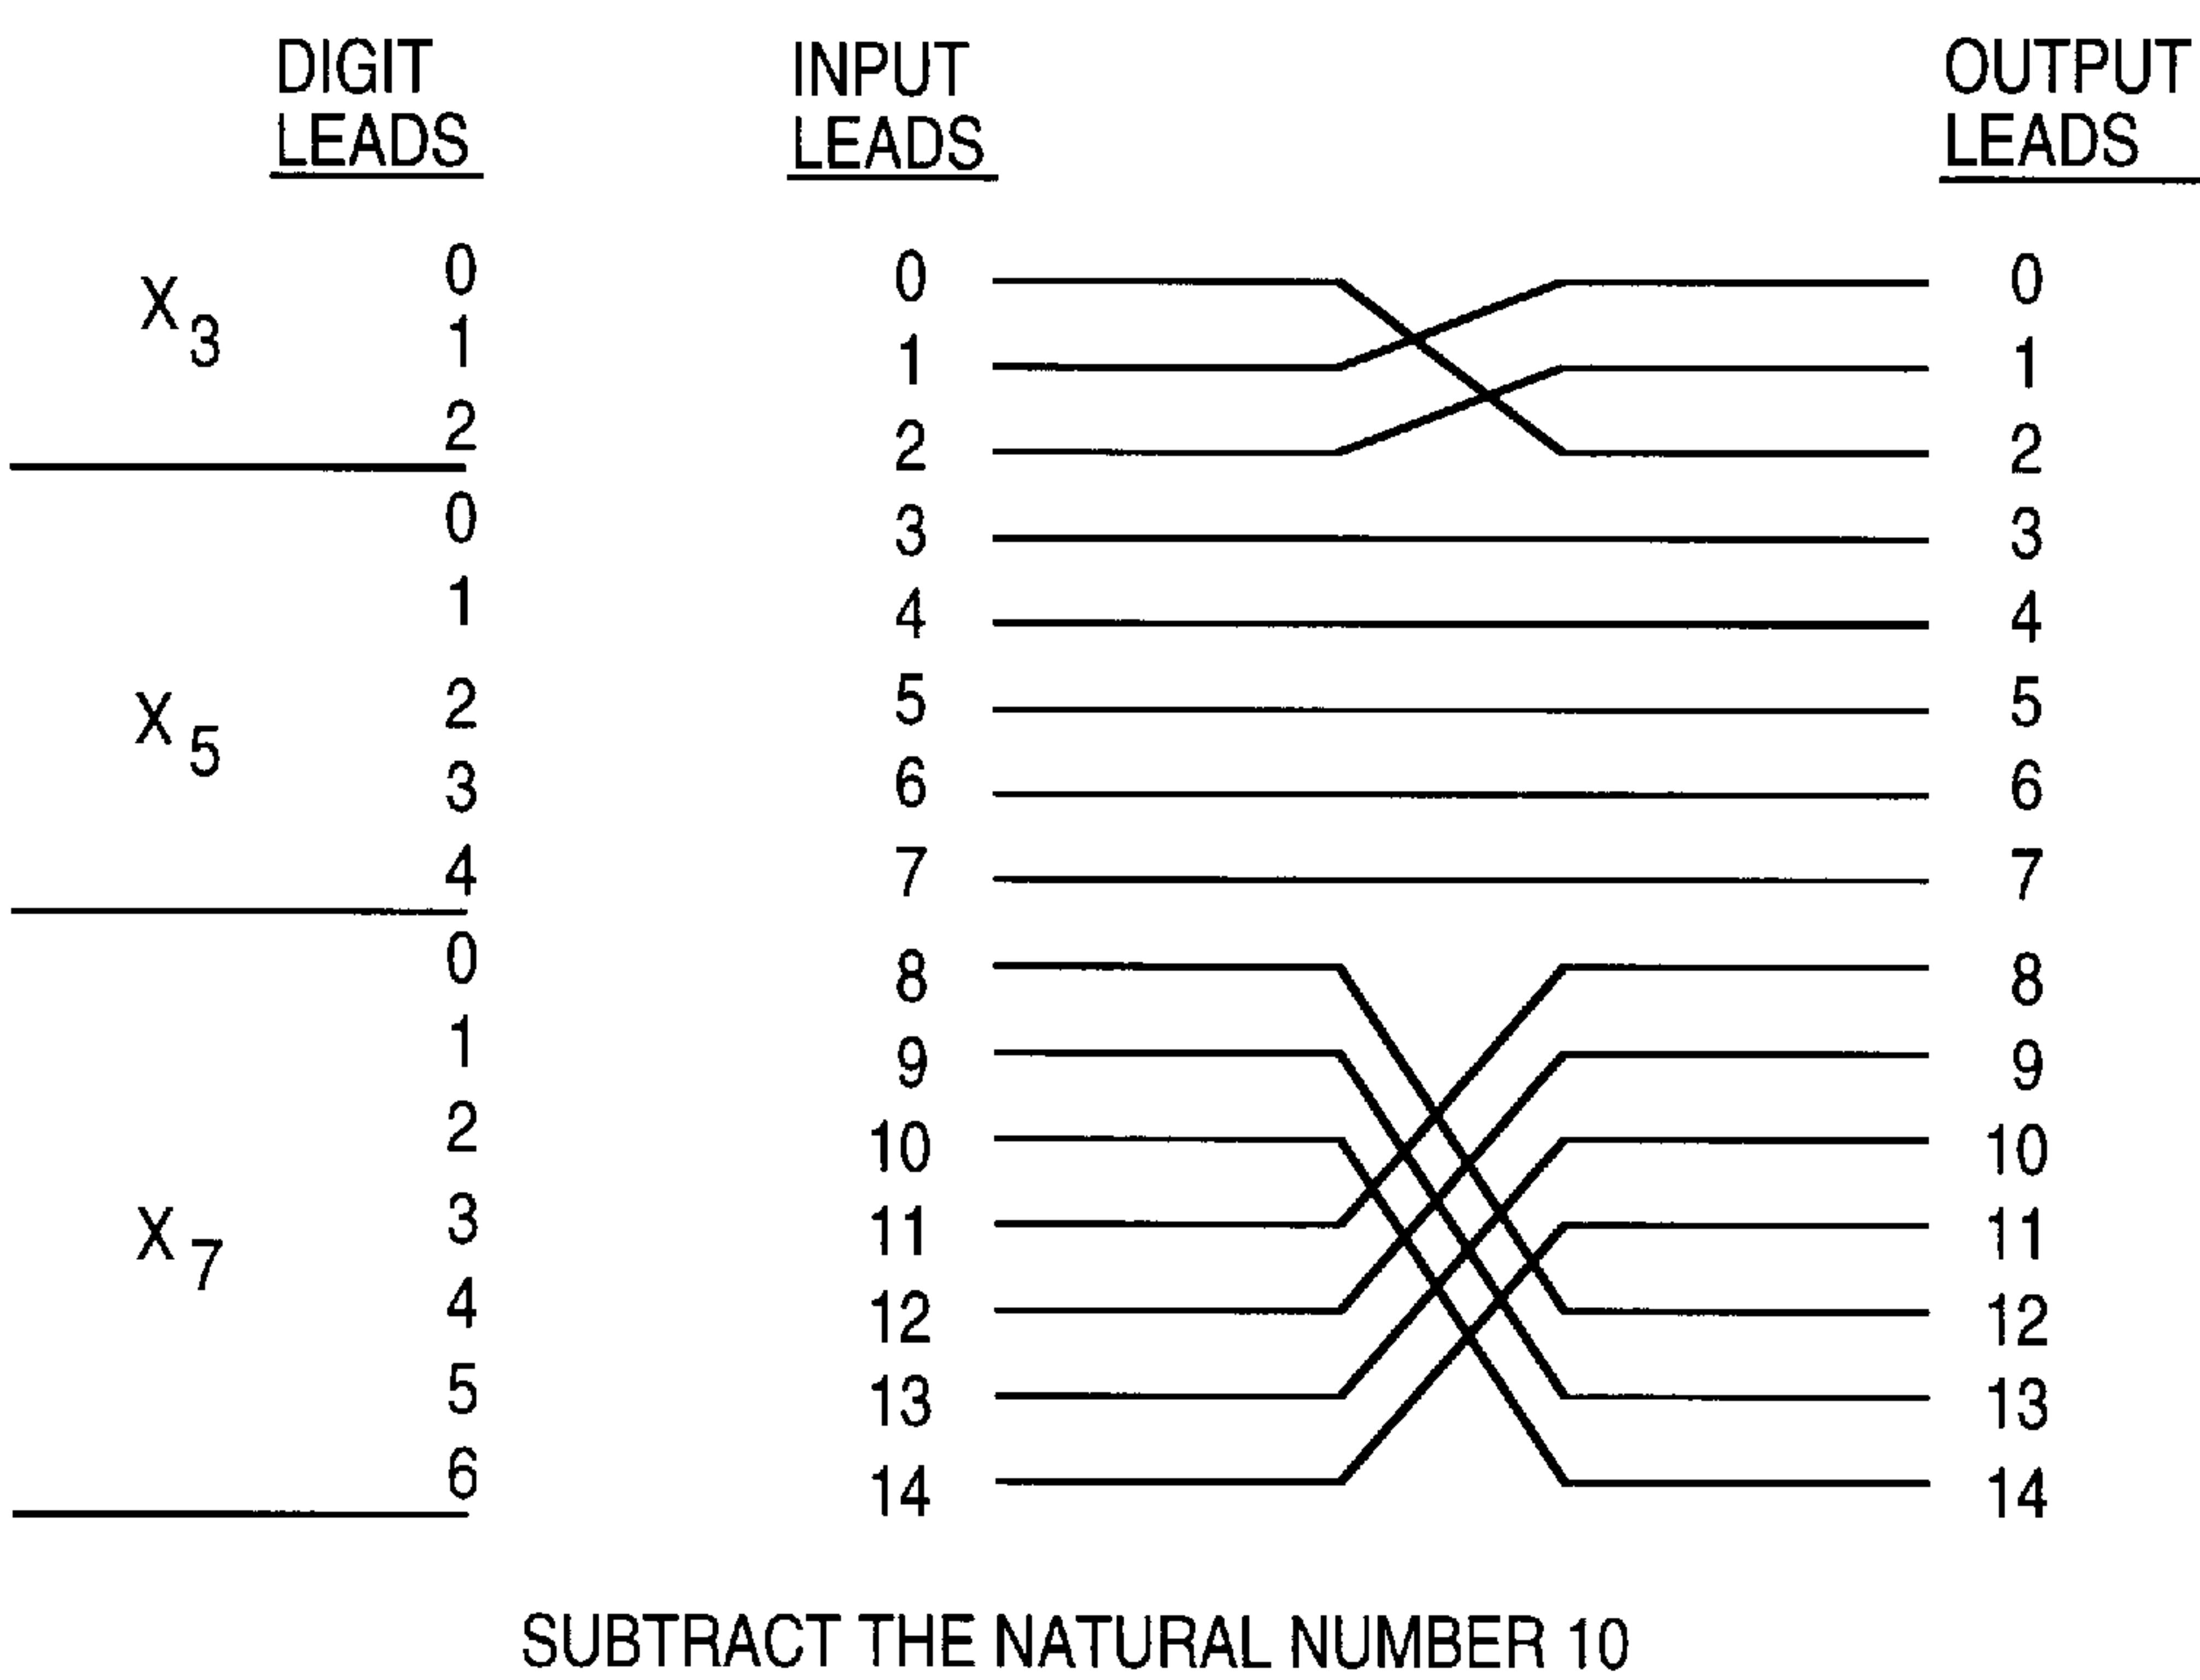 DIGIT LEADS INPUT LEADS OUTPUT LEADS
X3 0 0 0
1 1 1
2 2 2
0 3 3
1 4 4
X5 2 5 5
3 6 6
4 7 7
0 8 8
1 9 9
2 10 10
X7 3 11 11
4 12 12
5 13 13
6 14 14
SUBTRACT THE NATURAL NUMBER 10